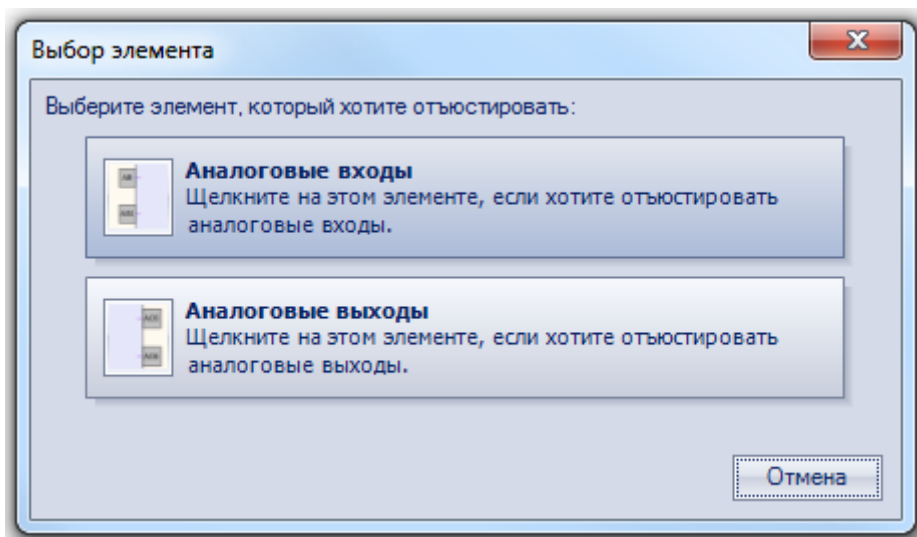 Выбор элемента
Выберите элемент, который хотите отъюстировать:
Аналоговые входы
Щелкните на этом элементе, если хотите отъюстировать
аналоговые входы.
Аналоговые выходы
Щелкните на этом элементе, если хотите отъюстировать
аналоговые выходы.
Отмена